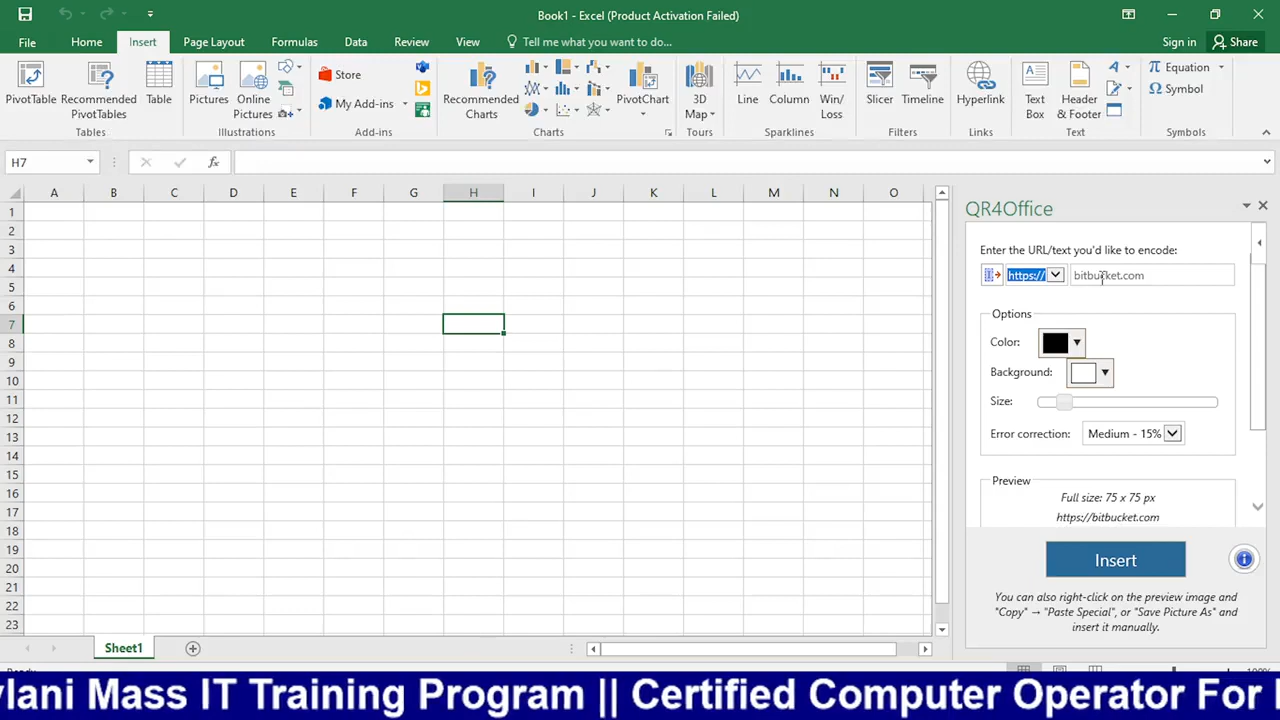 Book1 - Excel (Product Activation Failed)
File Home Insert Page Layout Formulas Data Review View Tell me what you want to do... Sign in Share
PivotTable Recommended PivotTables Table
Tables
Pictures Online Pictures
Illustrations
Store
My Add-ins
Add-ins
Recommended Charts
PivotChart
Charts
3D Map
Tours
Line Column Win/Loss
Sparklines
Slicer Timeline
Filters
Hyperlink
Links
Text Box Header & Footer
Text
Equation
Symbol
Symbols
H7 fx
A B C D E F G H I J K L M N O
1
2
3
4
5
6
7
8
9
10
11
12
13
14
15
16
17
18
19
20
21
22
23
QR4Office
Enter the URL/text you'd like to encode:
https:// bitbucket.com
Options
Color:
Background:
Size:
Error correction: Medium - 15%
Preview
Full size: 75 x 75 px
https://bitbucket.com
Insert
You can also right-click on the preview image and
"Copy" → "Paste Special", or "Save Picture As" and
insert it manually.
Sheet1
ylani Mass IT Training Program || Certified Computer Operator For